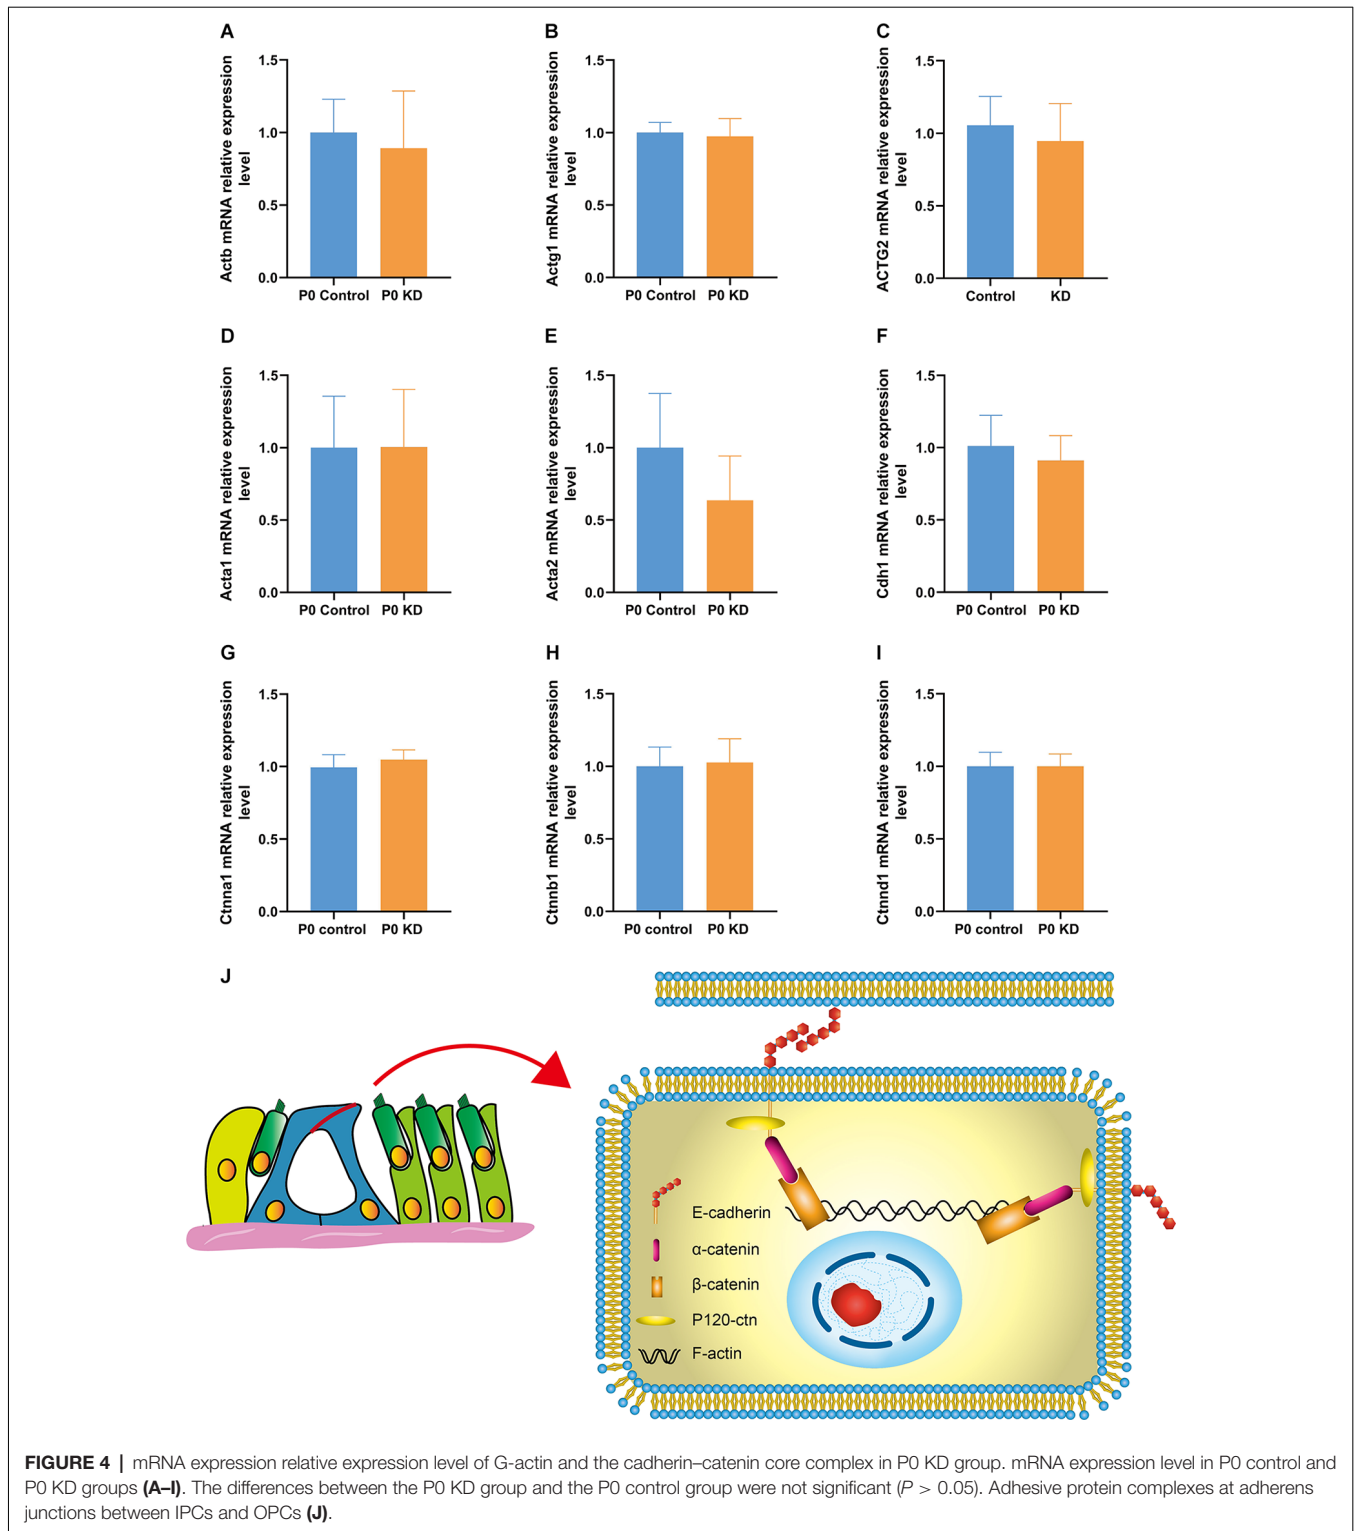 A
Actb mRNA relative expression
level
1.5
1.0
0.5
0.0
P0 Control P0 KD
B
Actg1 mRNA relative expression
level
1.5
1.0
0.5
0.0
P0 Control P0 KD
C
ACTG2 mRNA relative expression
level
1.5
1.0
0.5
0.0
Control KD
D
Acta1 mRNA relative expression
level
1.5
1.0
0.5
0.0
P0 Control P0 KD
E
Acta2 mRNA relative expression
level
1.5
1.0
0.5
0.0
P0 Control P0 KD
F
Cdh1 mRNA relative expression
level
1.5
1.0
0.5
0.0
P0 Control P0 KD
G
Ctnna1 mRNA relative expression
level
1.5
1.0
0.5
0.0
P0 control P0 KD
H
Ctnnb1 mRNA relative expression
level
1.5
1.0
0.5
0.0
P0 control P0 KD
I
Ctnnd1 mRNA relative expression
level
1.5
1.0
0.5
0.0
P0 control P0 KD
J
E-cadherin
α-catenin
β-catenin
P120-ctn
F-actin
FIGURE 4 | mRNA expression relative expression level of G-actin and the cadherin–catenin core complex in P0 KD group. mRNA expression level in P0 control and
P0 KD groups (A–I). The differences between the P0 KD group and the P0 control group were not significant (P > 0.05). Adhesive protein complexes at adherens
junctions between IPCs and OPCs (J).